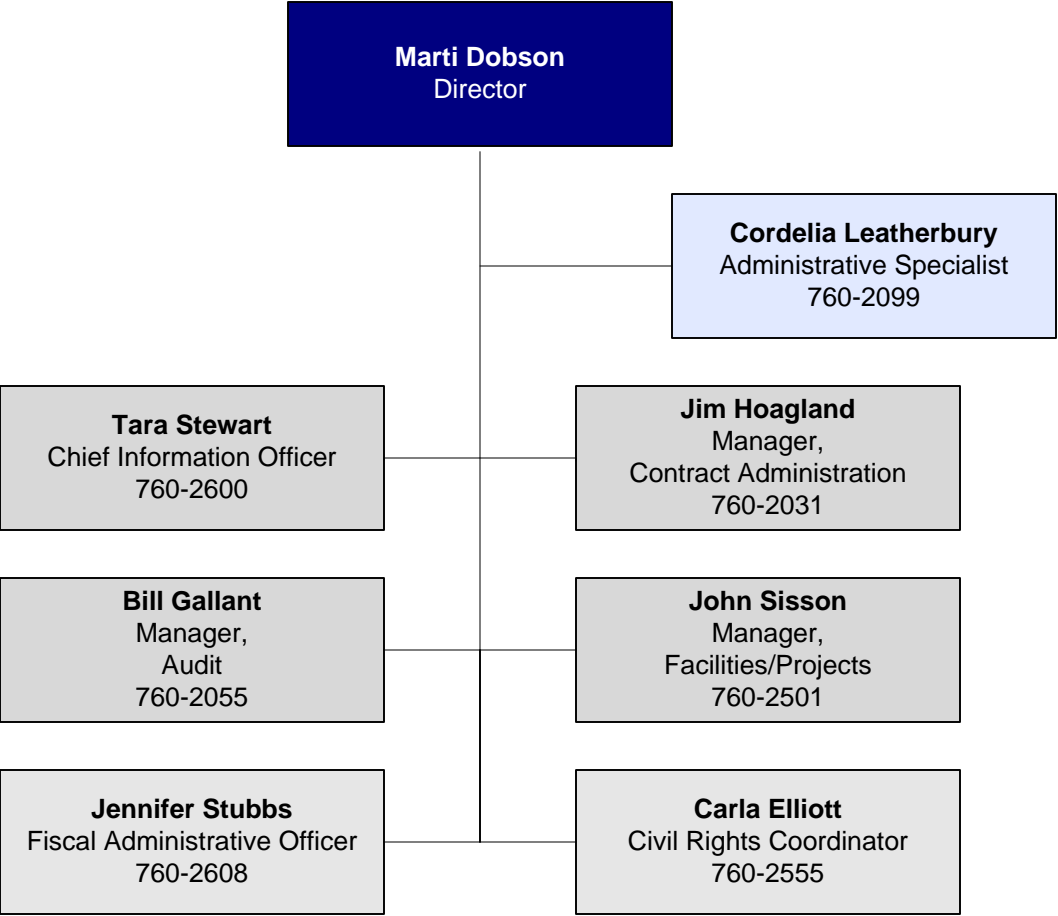 Marti Dobson
Director
Cordelia Leatherbury
Administrative Specialist
760-2099
Tara Stewart
Chief Information Officer
760-2600
Jim Hoagland
Manager,
Contract Administration
760-2031
Bill Gallant
Manager,
Audit
760-2055
John Sisson
Manager,
Facilities/Projects
760-2501
Jennifer Stubbs
Fiscal Administrative Officer
760-2608
Carla Elliott
Civil Rights Coordinator
760-2555